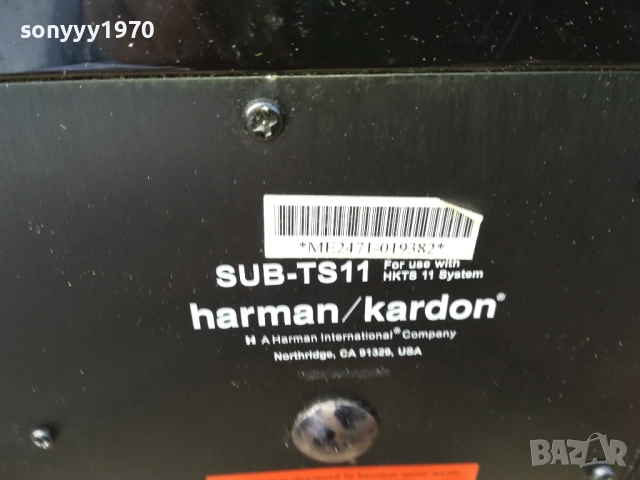 sonyyy1970
*ME2471-019382*
SUB-TS11 For use with
HKTS 11 System
harman/kardon®
H A Harman International® Company
Northridge, CA 91329, USA
BAZAR